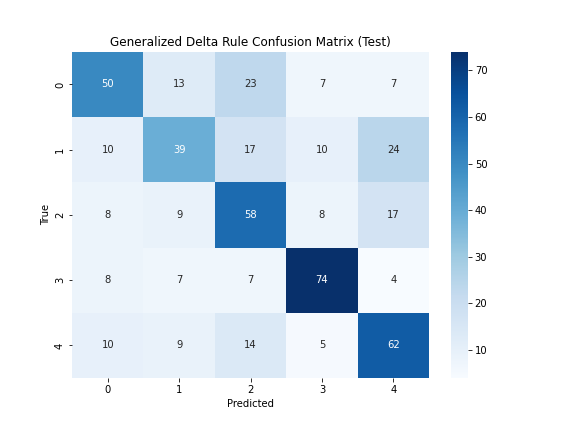 Generalized Delta Rule Confusion Matrix (Test)
0 50 13 23 7 7
1 10 39 17 10 24
2 8 9 58 8 17
3 8 7 7 74 4
4 10 9 14 5 62
0 1 2 3 4
True
Predicted
70
60
50
40
30
20
10